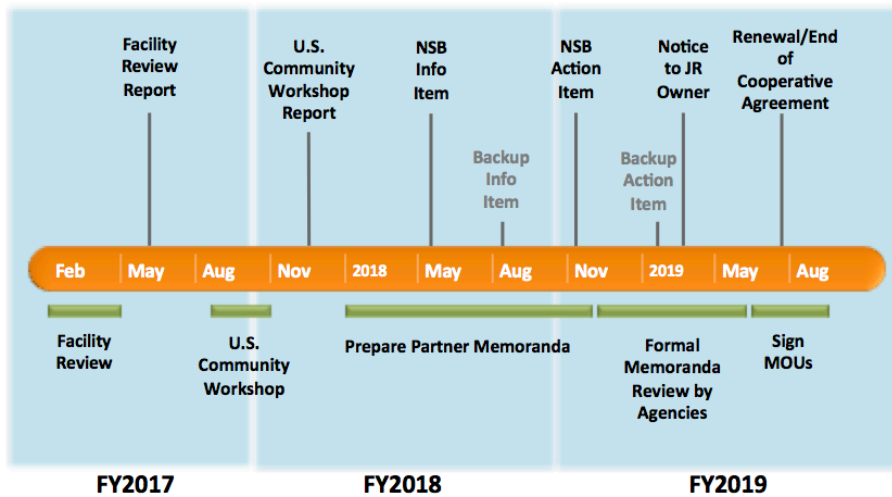 Facility
Review
Report
U.S.
Community
Workshop
Report
NSB
Info
Item
NSB
Action
Item
Notice
to JR
Owner
Renewal/End
of
Cooperative
Agreement
Backup
Info
Item
Backup
Action
Item
Feb May Aug Nov 2018 May Aug Nov 2019 May Aug
Facility
Review
U.S.
Community
Workshop
Prepare Partner Memoranda
Formal
Memoranda
Review by
Agencies
Sign
MOUs
FY2017 FY2018 FY2019